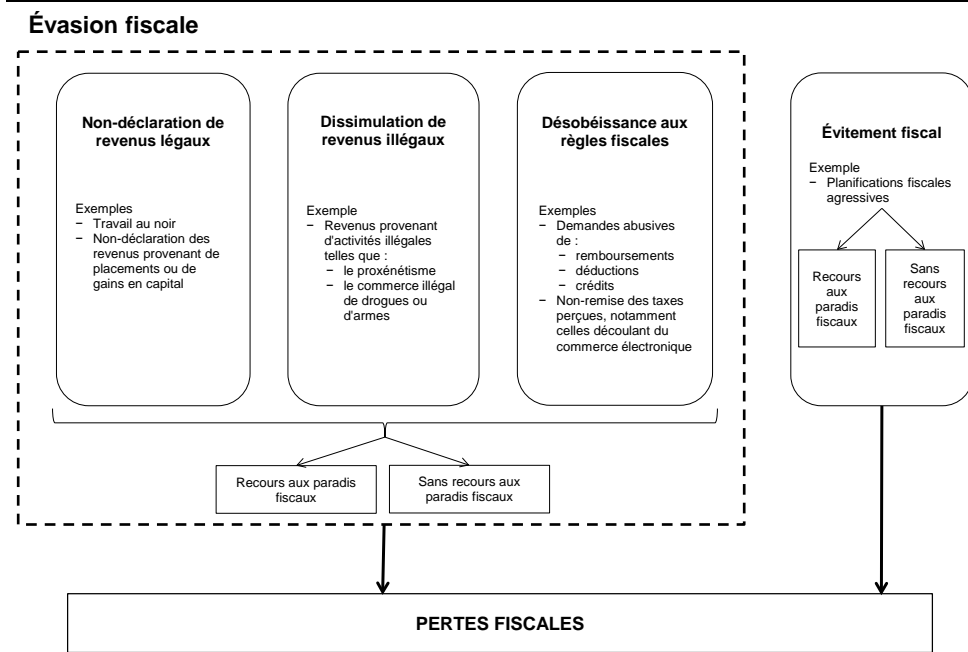 Évasion fiscale
Non-déclaration de
revenus légaux
Exemples
− Travail au noir
− Non-déclaration des
revenus provenant de
placements ou de
gains en capital
Dissimulation de
revenus illégaux
Exemple
− Revenus provenant
d'activités illégales
telles que :
− le proxénétisme
− le commerce illégal
de drogues ou
d'armes
Désobéissance aux
règles fiscales
Exemples
− Demandes abusives
de :
− remboursements
− déductions
− crédits
− Non-remise des taxes
perçues, notamment
celles découlant du
commerce électronique
Évitement fiscal
Exemple
− Planifications fiscales
agressives
Recours
aux
paradis
fiscaux
Sans
recours
aux
paradis
fiscaux
Recours aux paradis
fiscaux
Sans recours aux
paradis fiscaux
PERTES FISCALES